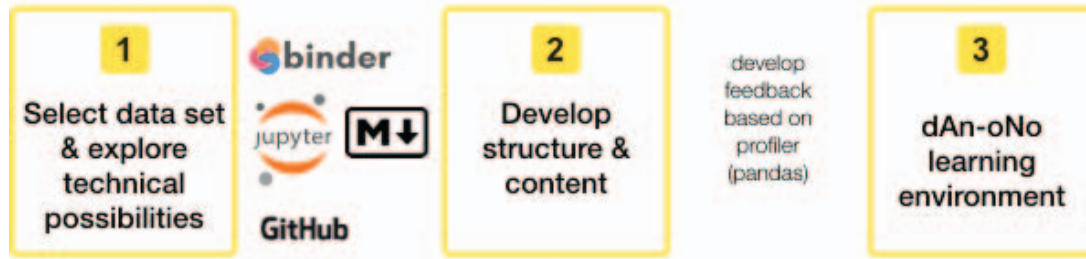 1
Select data set
& explore
technical
possibilities
binder
jupyter
M
GitHub
2
Develop
structure &
content
develop
feedback
based on
profiler
(pandas)
3
dAn-oNo
learning
environment